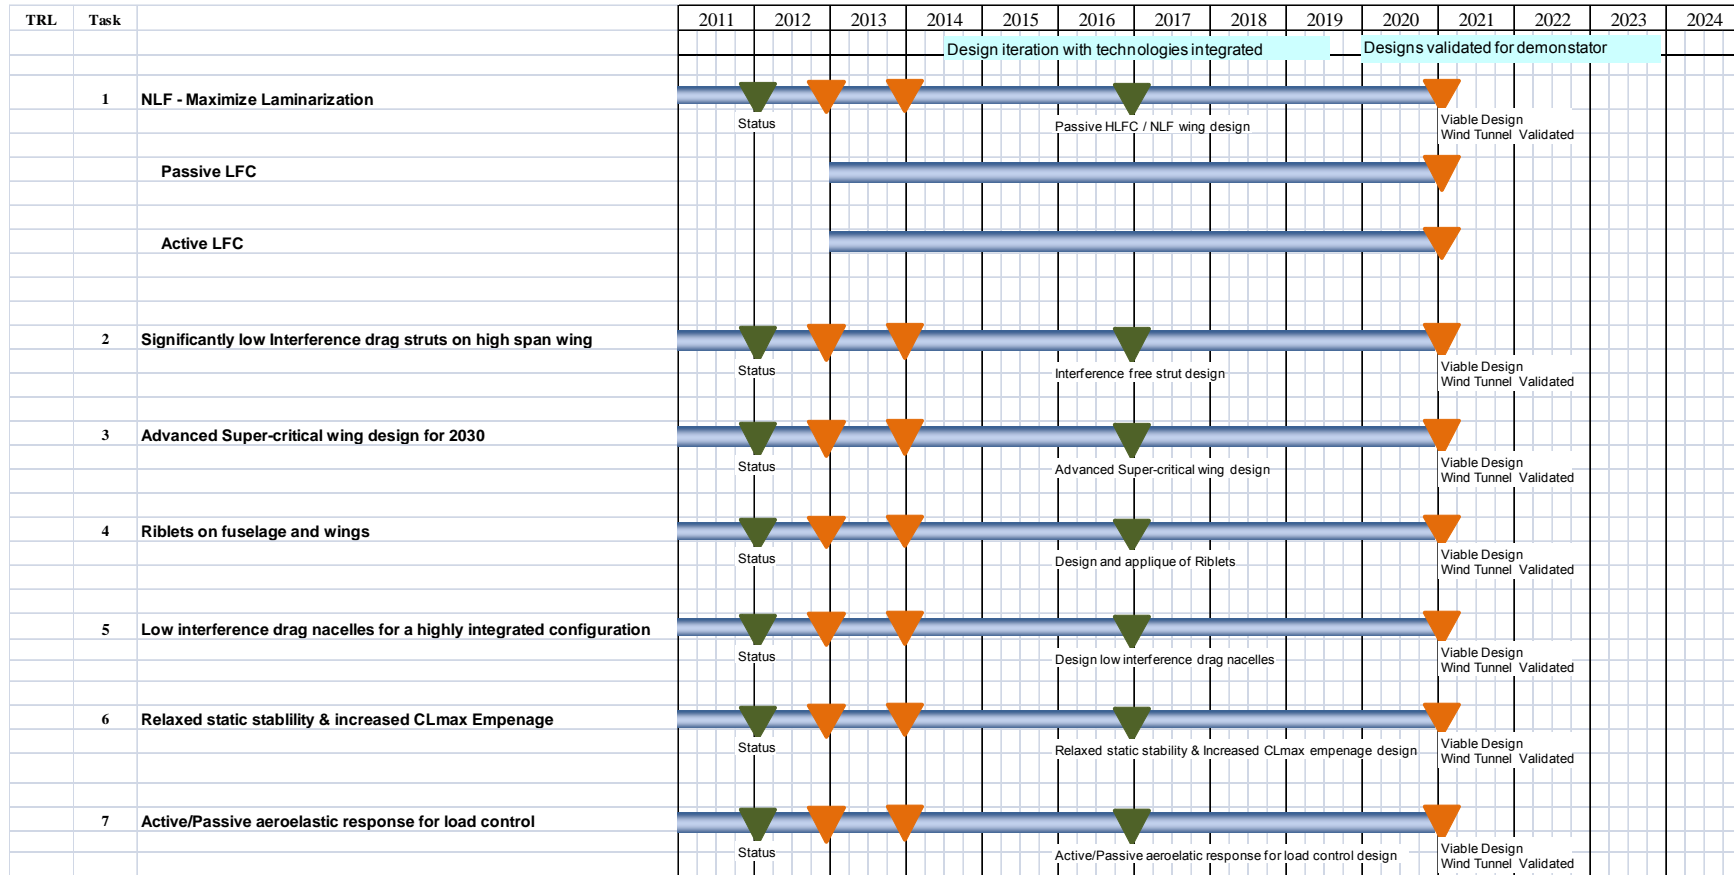 TRL Task 2011 2012 2013 2014 2015 2016 2017 2018 2019 2020 2021 2022 2023 2024
Design iteration with technologies integrated Designs validated for demonstator
1 NLF - Maximize Laminarization
Status Passive HLFC / NLF wing design Viable Design
Wind Tunnel Validated
Passive LFC
Active LFC
2 Significantly low Interference drag struts on high span wing
Status Interference free strut design Viable Design
Wind Tunnel Validated
3 Advanced Super-critical wing design for 2030
Status Advanced Super-critical wing design Viable Design
Wind Tunnel Validated
4 Riblets on fuselage and wings
Status Design and applique of Riblets Viable Design
Wind Tunnel Validated
5 Low interference drag nacelles for a highly integrated configuration
Status Design low interference drag nacelles Viable Design
Wind Tunnel Validated
6 Relaxed static stablility & increased CLmax Empenage
Status Relaxed static stability & Increased CLmax empenage design Viable Design
Wind Tunnel Validated
7 Active/Passive aeroelastic response for load control
Status Active/Passive aeroelatic response for load control design Viable Design
Wind Tunnel Validated